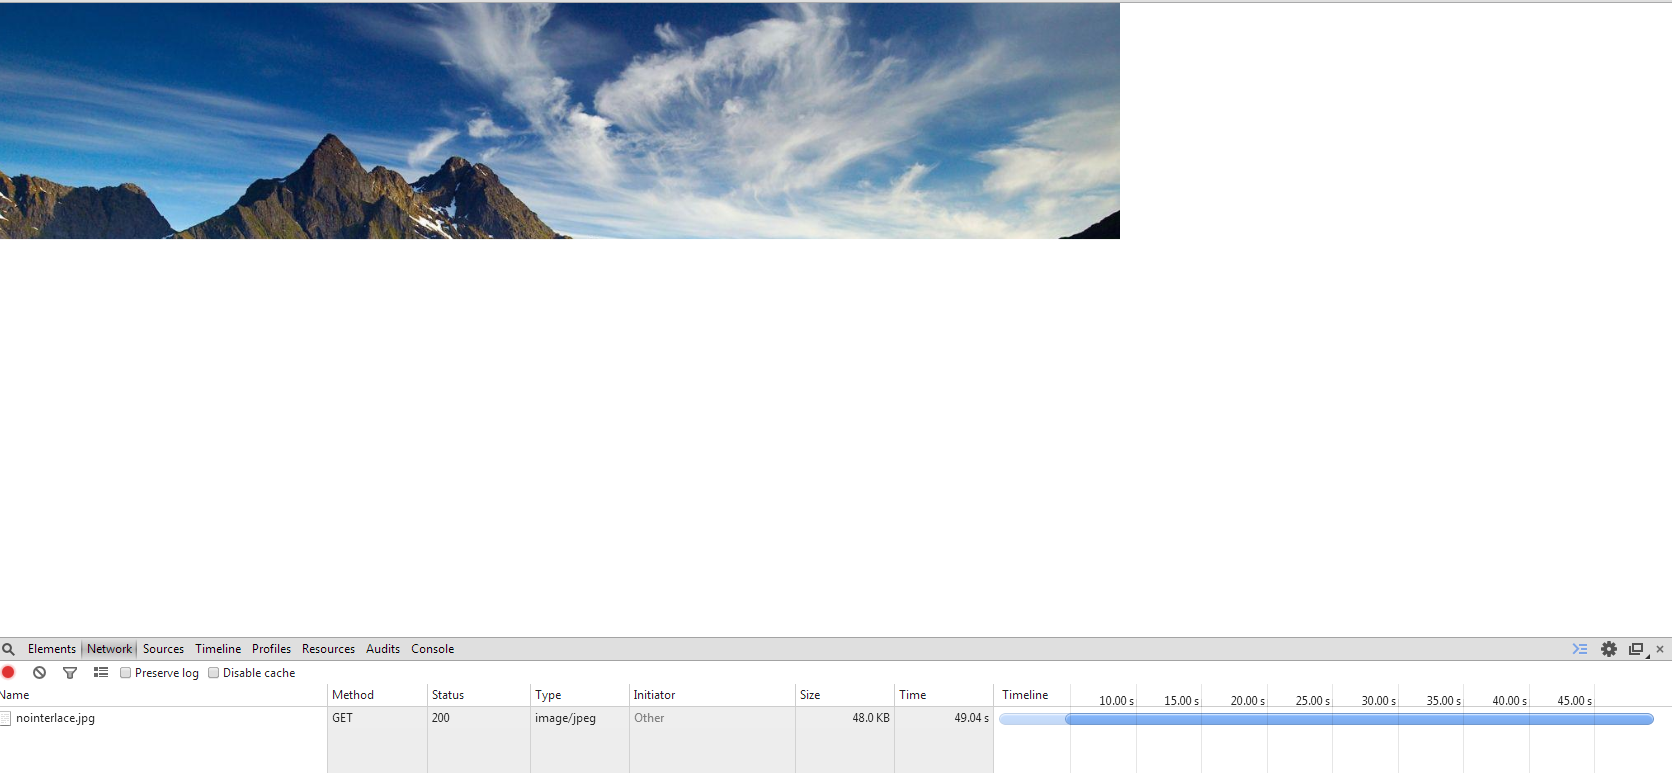 Elements Network Sources Timeline Profiles Resources Audits Console
Preserve log Disable cache
Name Method Status Type Initiator Size Time Timeline 10.00 s 15.00 s 20.00 s 25.00 s 30.00 s 35.00 s 40.00 s 45.00 s
nointerlace.jpg GET 200 image/jpeg Other 48.0 KB 49.04 s